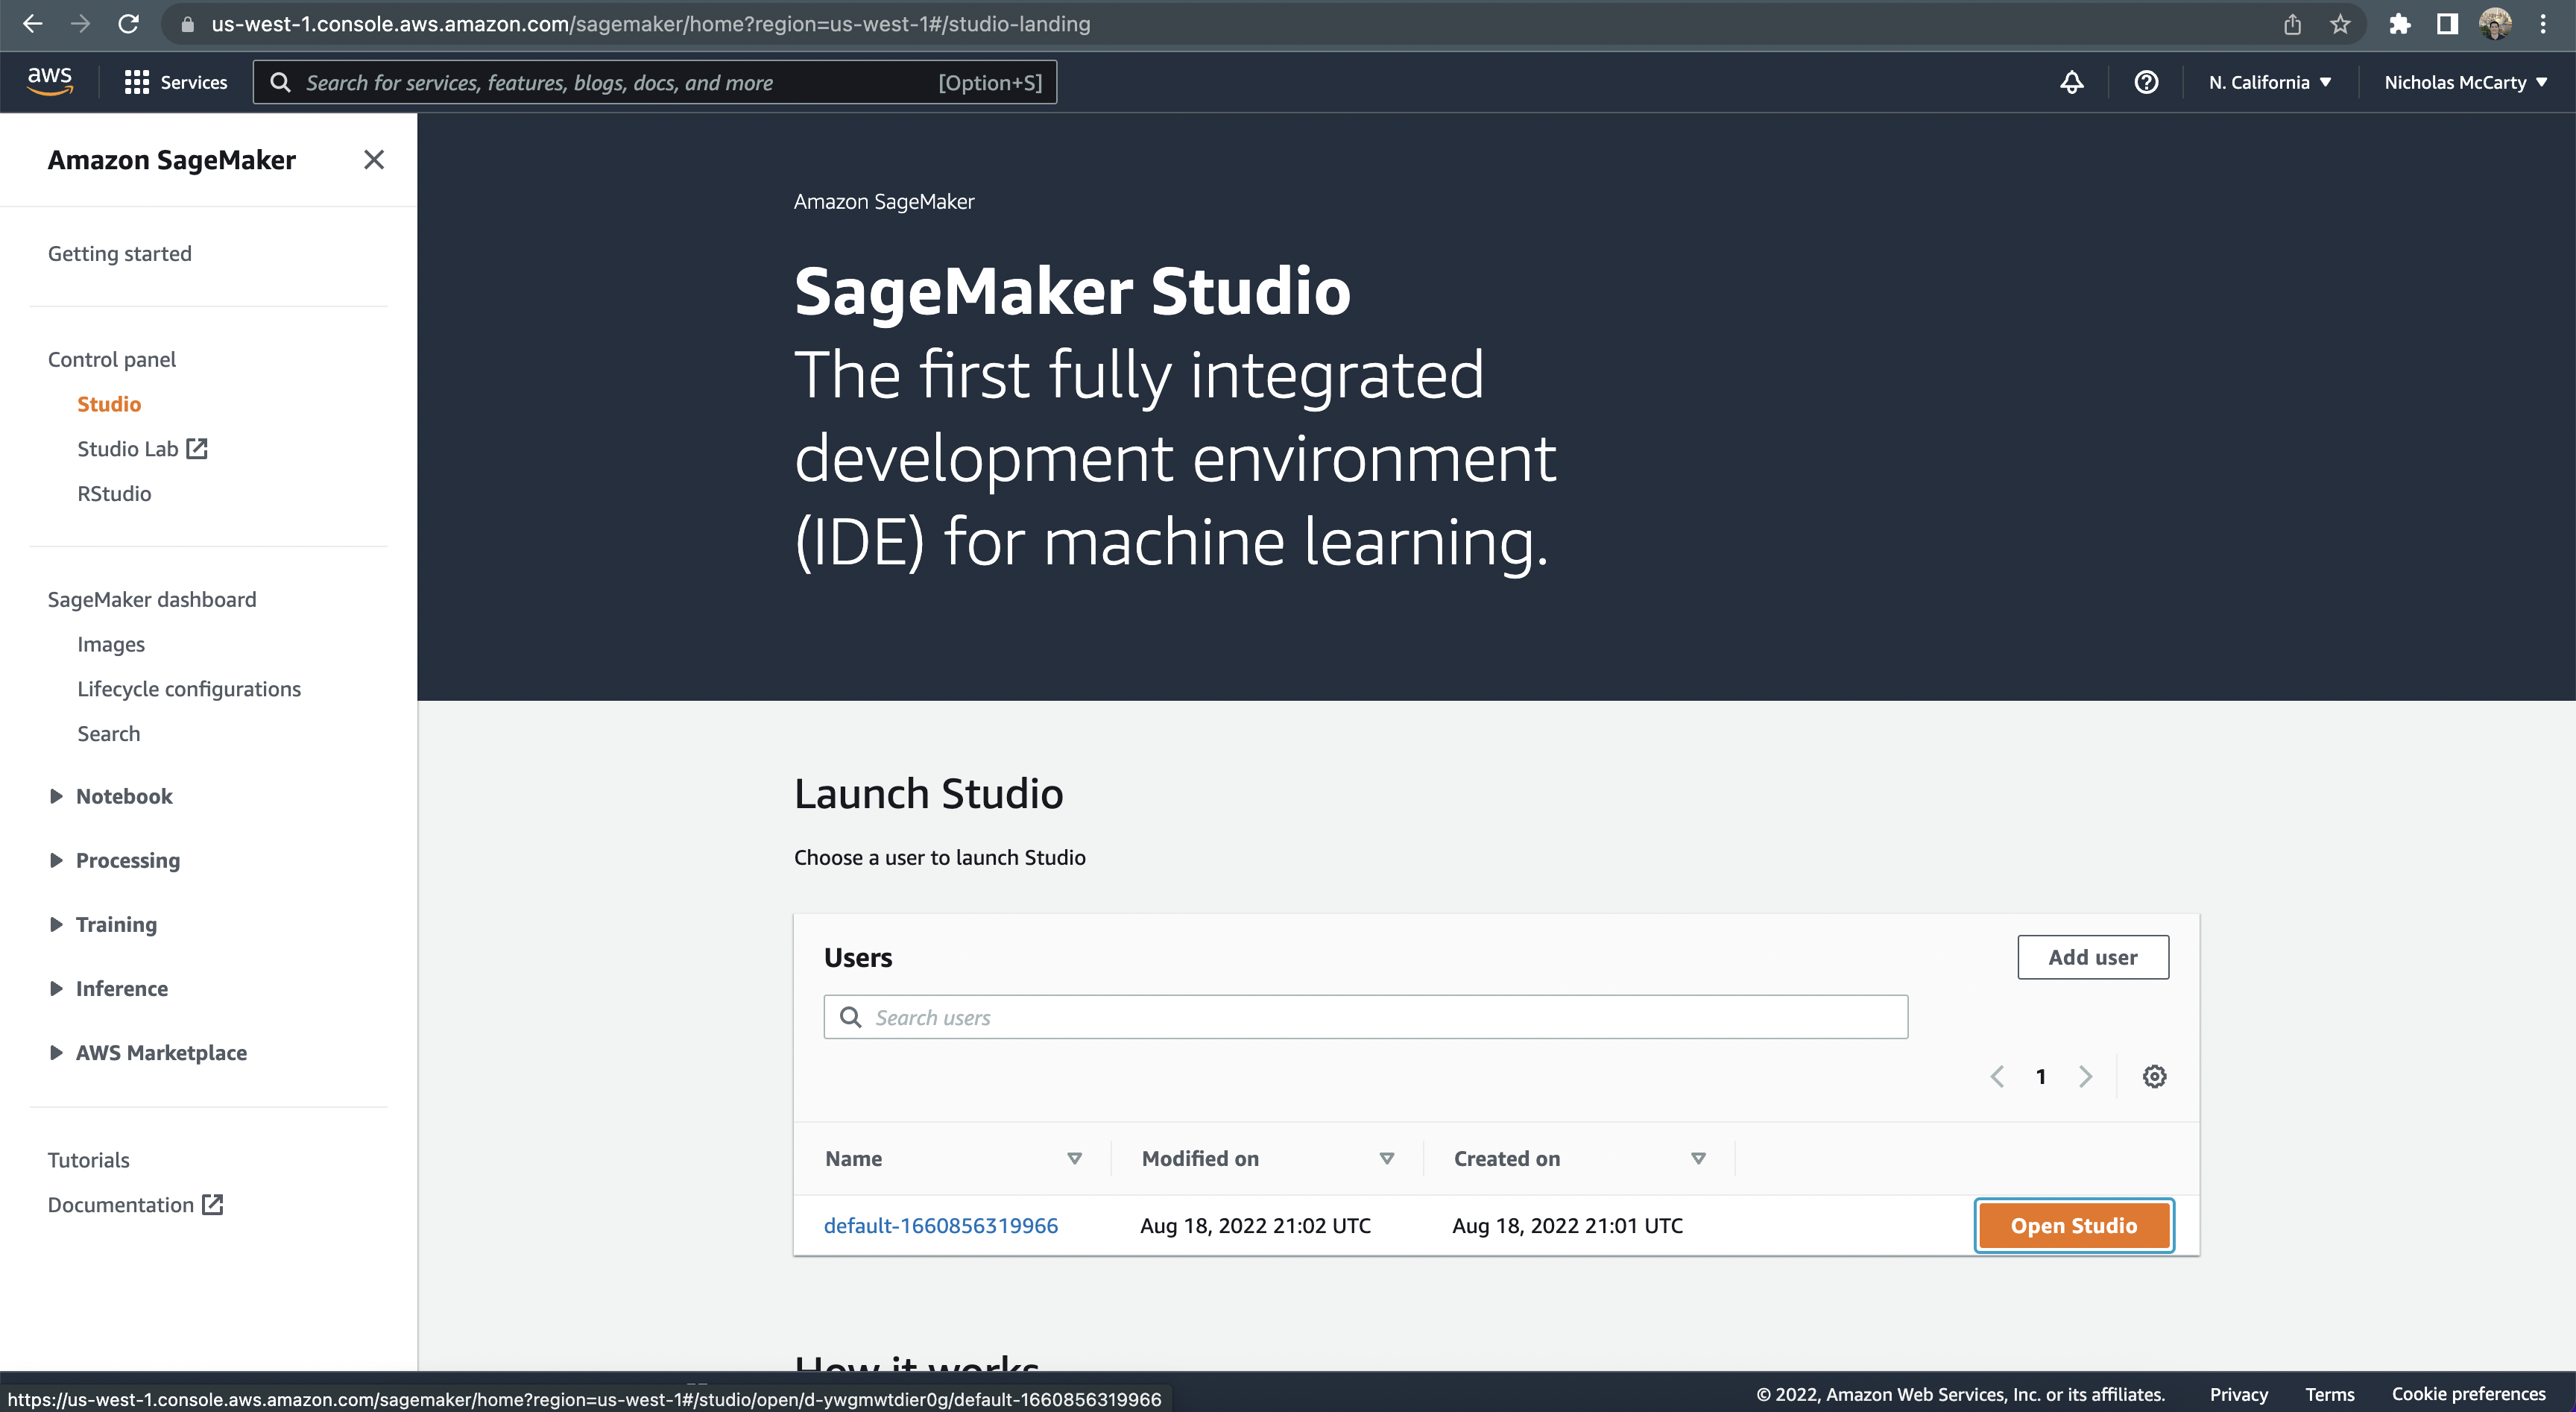 us-west-1.console.aws.amazon.com/sagemaker/home?region=us-west-1#/studio-landing
aws
Services
Search for services, features, blogs, docs, and more
[Option+S]
N. California
Nicholas McCarty
Amazon SageMaker
Getting started
Control panel
Studio
Studio Lab
RStudio
SageMaker dashboard
Images
Lifecycle configurations
Search
Notebook
Processing
Training
Inference
AWS Marketplace
Tutorials
Documentation
Amazon SageMaker
SageMaker Studio
The first fully integrated
development environment
(IDE) for machine learning.
Launch Studio
Choose a user to launch Studio
Users
Add user
Search users
1
Name
Modified on
Created on
default-1660856319966
Aug 18, 2022 21:02 UTC
Aug 18, 2022 21:01 UTC
Open Studio
How it works
https://us-west-1.console.aws.amazon.com/sagemaker/home?region=us-west-1#/studio/open/d-ywgmwtdier0g/default-1660856319966
© 2022, Amazon Web Services, Inc. or its affiliates.
Privacy
Terms
Cookie preferences